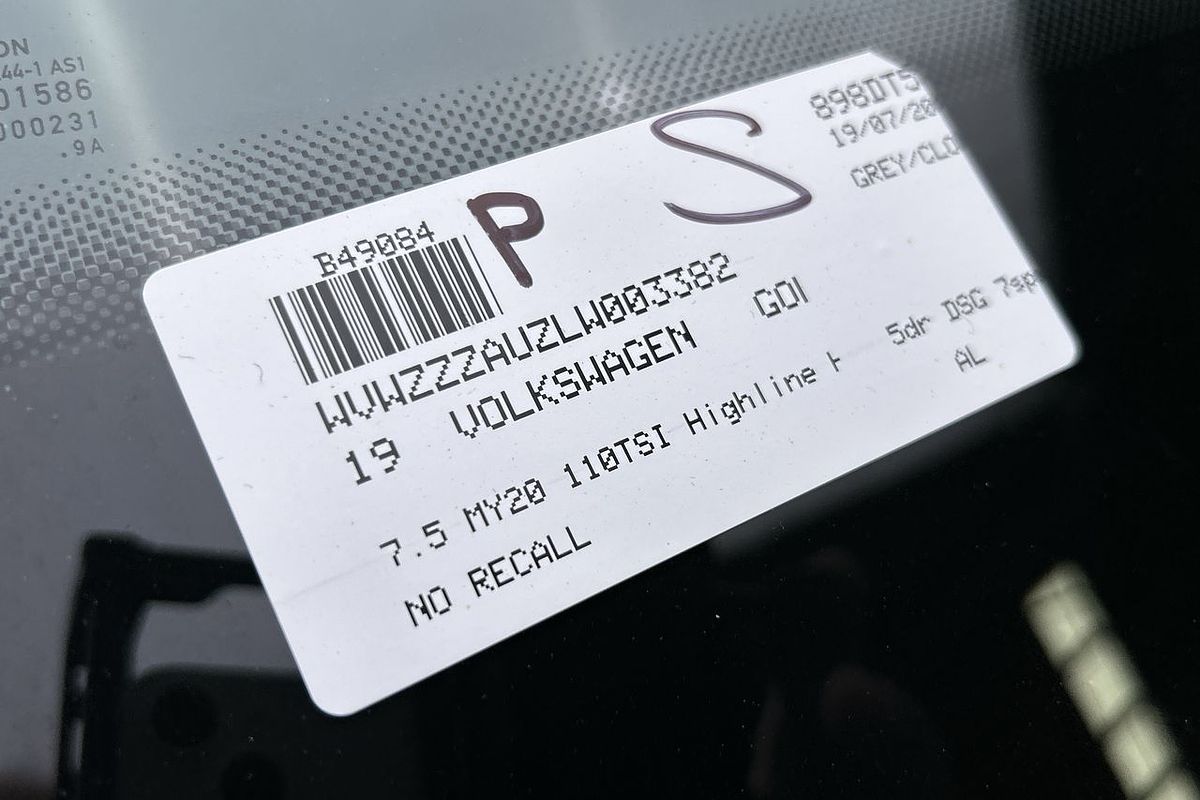 ON
44-1 AS1
01586
000231
.9A
P S
898DT5
19/07/20
GREY/CLO
B49084
WVWZZZAUZLW003382
19 VOLKSWAGEN GOl
7.5 MY20 110TSI Highline H 5dr DSG 7sp
NO RECALL AL